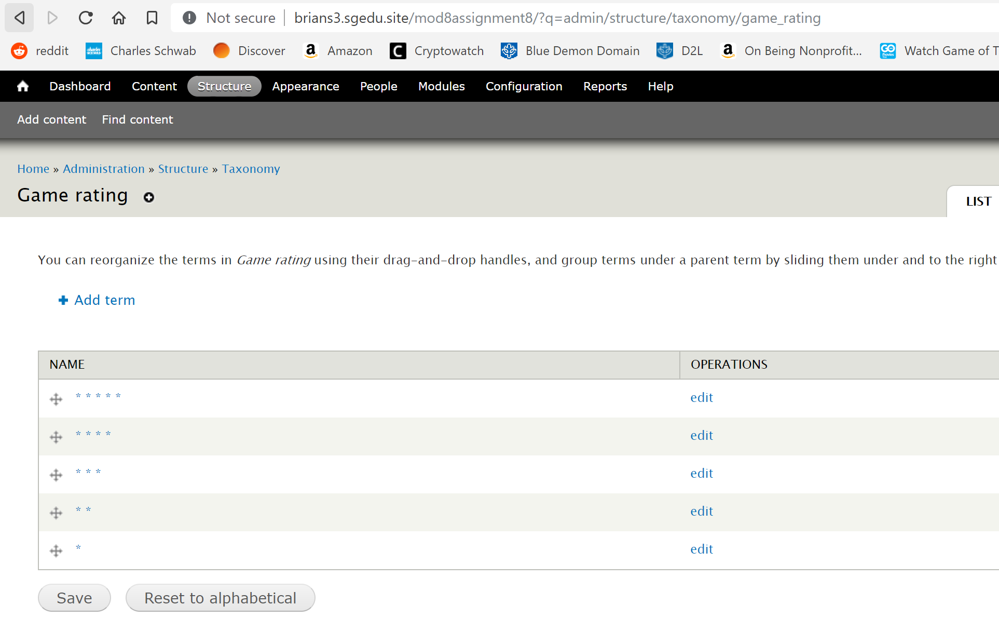 Not secure | brians3.sgedu.site/mod8assignment8/?q=admin/structure/taxonomy/game_rating
reddit Charles Schwab Discover Amazon Cryptowatch Blue Demon Domain D2L On Being Nonprofit... Watch Game of T
Dashboard Content Structure Appearance People Modules Configuration Reports Help
Add content Find content
Home » Administration » Structure » Taxonomy
Game rating
LIST
You can reorganize the terms in Game rating using their drag-and-drop handles, and group terms under a parent term by sliding them under and to the right
Add term
NAME OPERATIONS
* * * * * edit
* * * * edit
* * * edit
* * edit
* edit
Save Reset to alphabetical